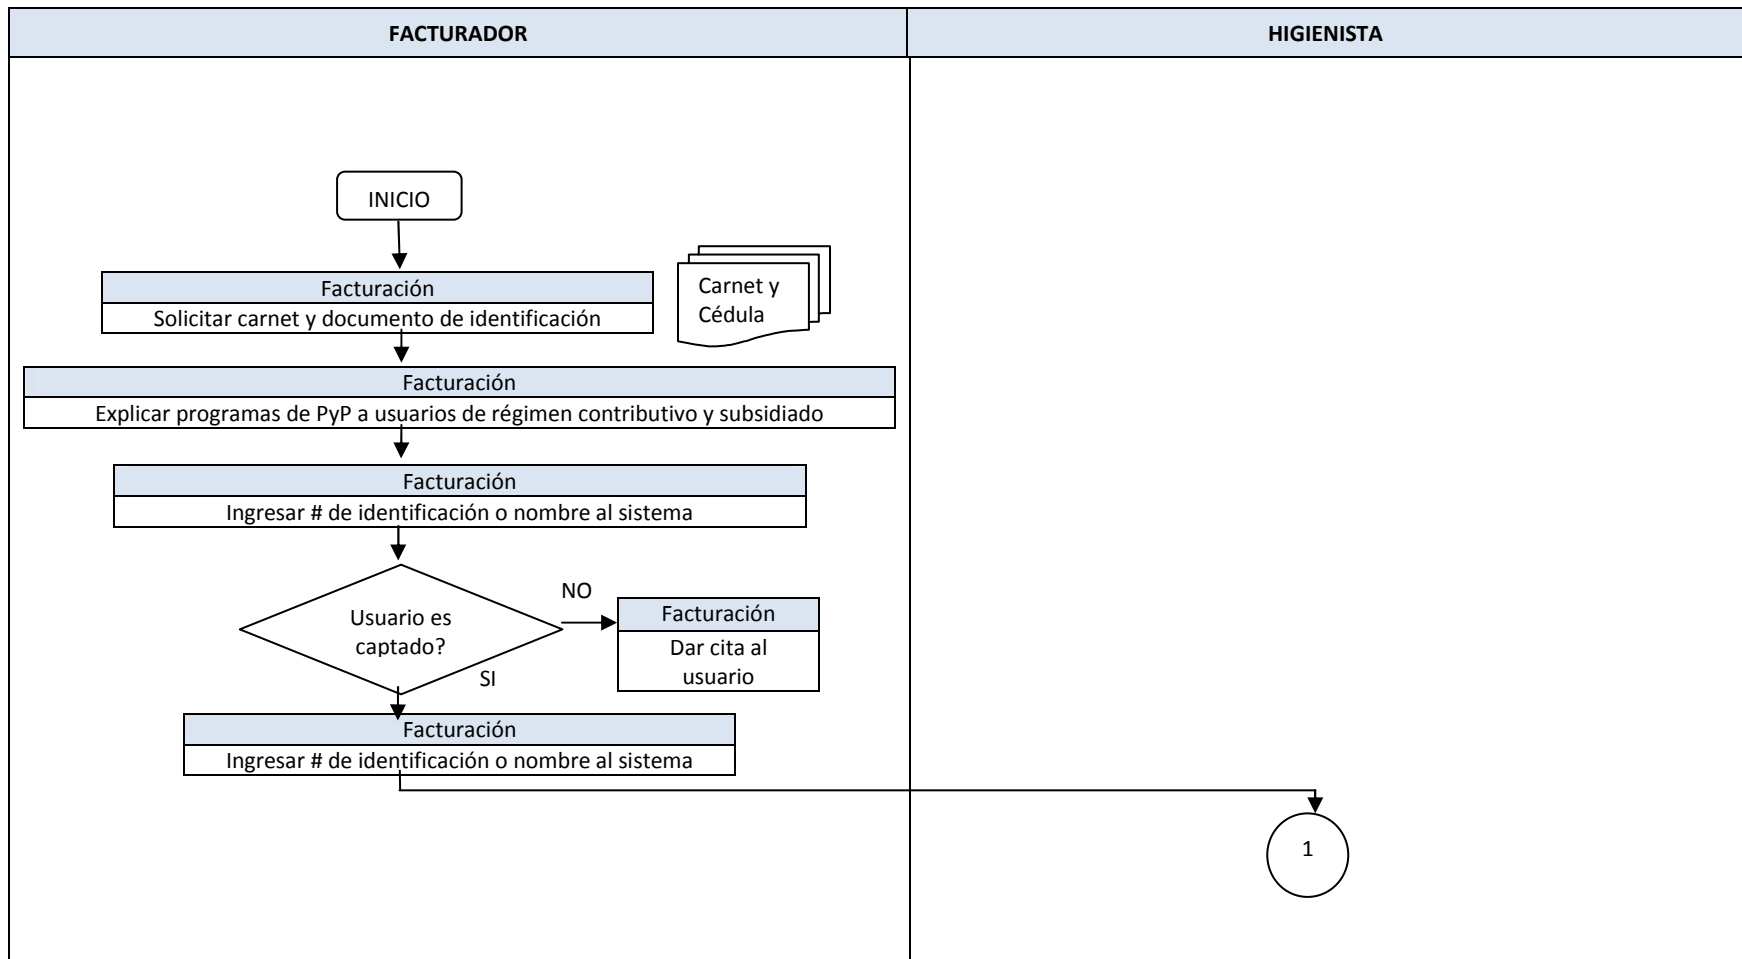 FACTURADOR
HIGIENISTA
INICIO
Facturación
Solicitar carnet y documento de identificación
Carnet y
Cédula
Facturación
Explicar programas de PyP a usuarios de régimen contributivo y subsidiado
Facturación
Ingresar # de identificación o nombre al sistema
Usuario es
captado?
NO
Facturación
Dar cita al
usuario
SI
Facturación
Ingresar # de identificación o nombre al sistema
1